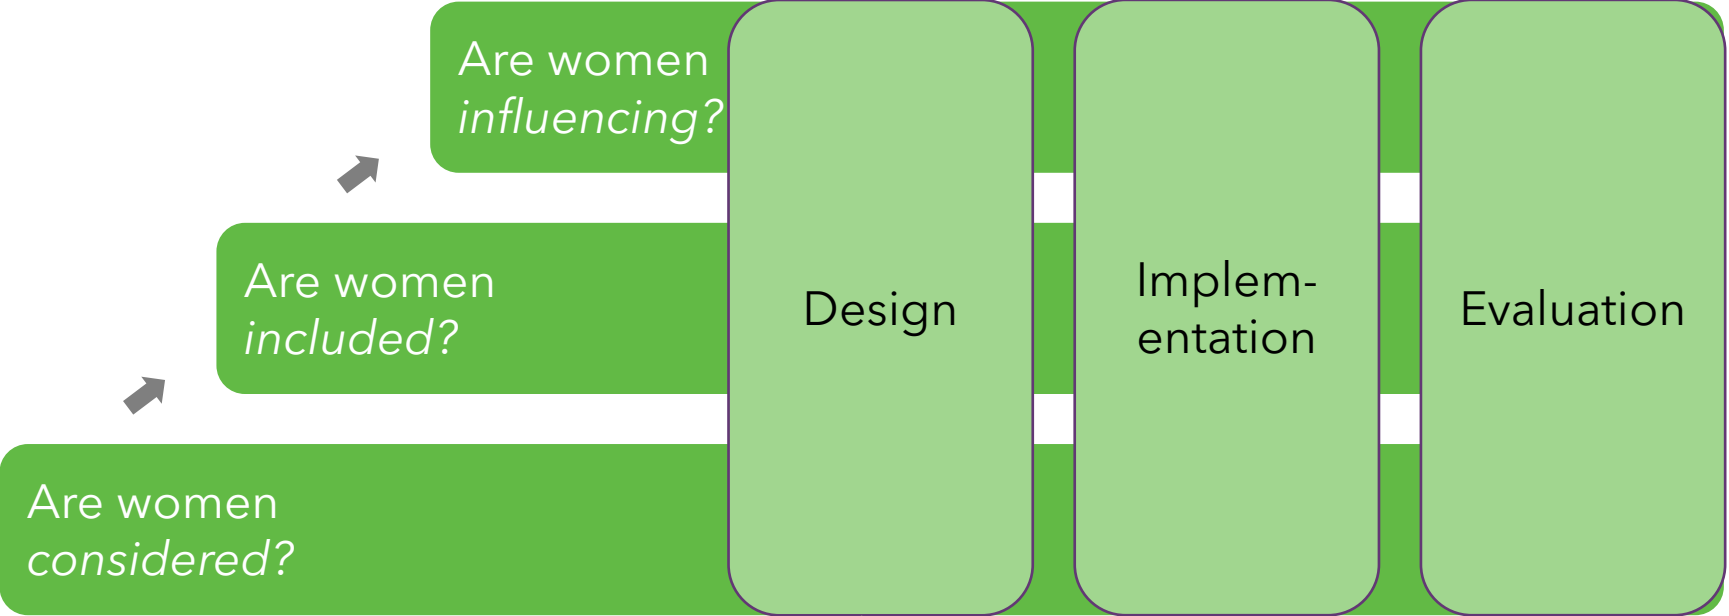 Are women
influencing?
Are women
included?
Are women
considered?
Design
Implem-
entation
Evaluation